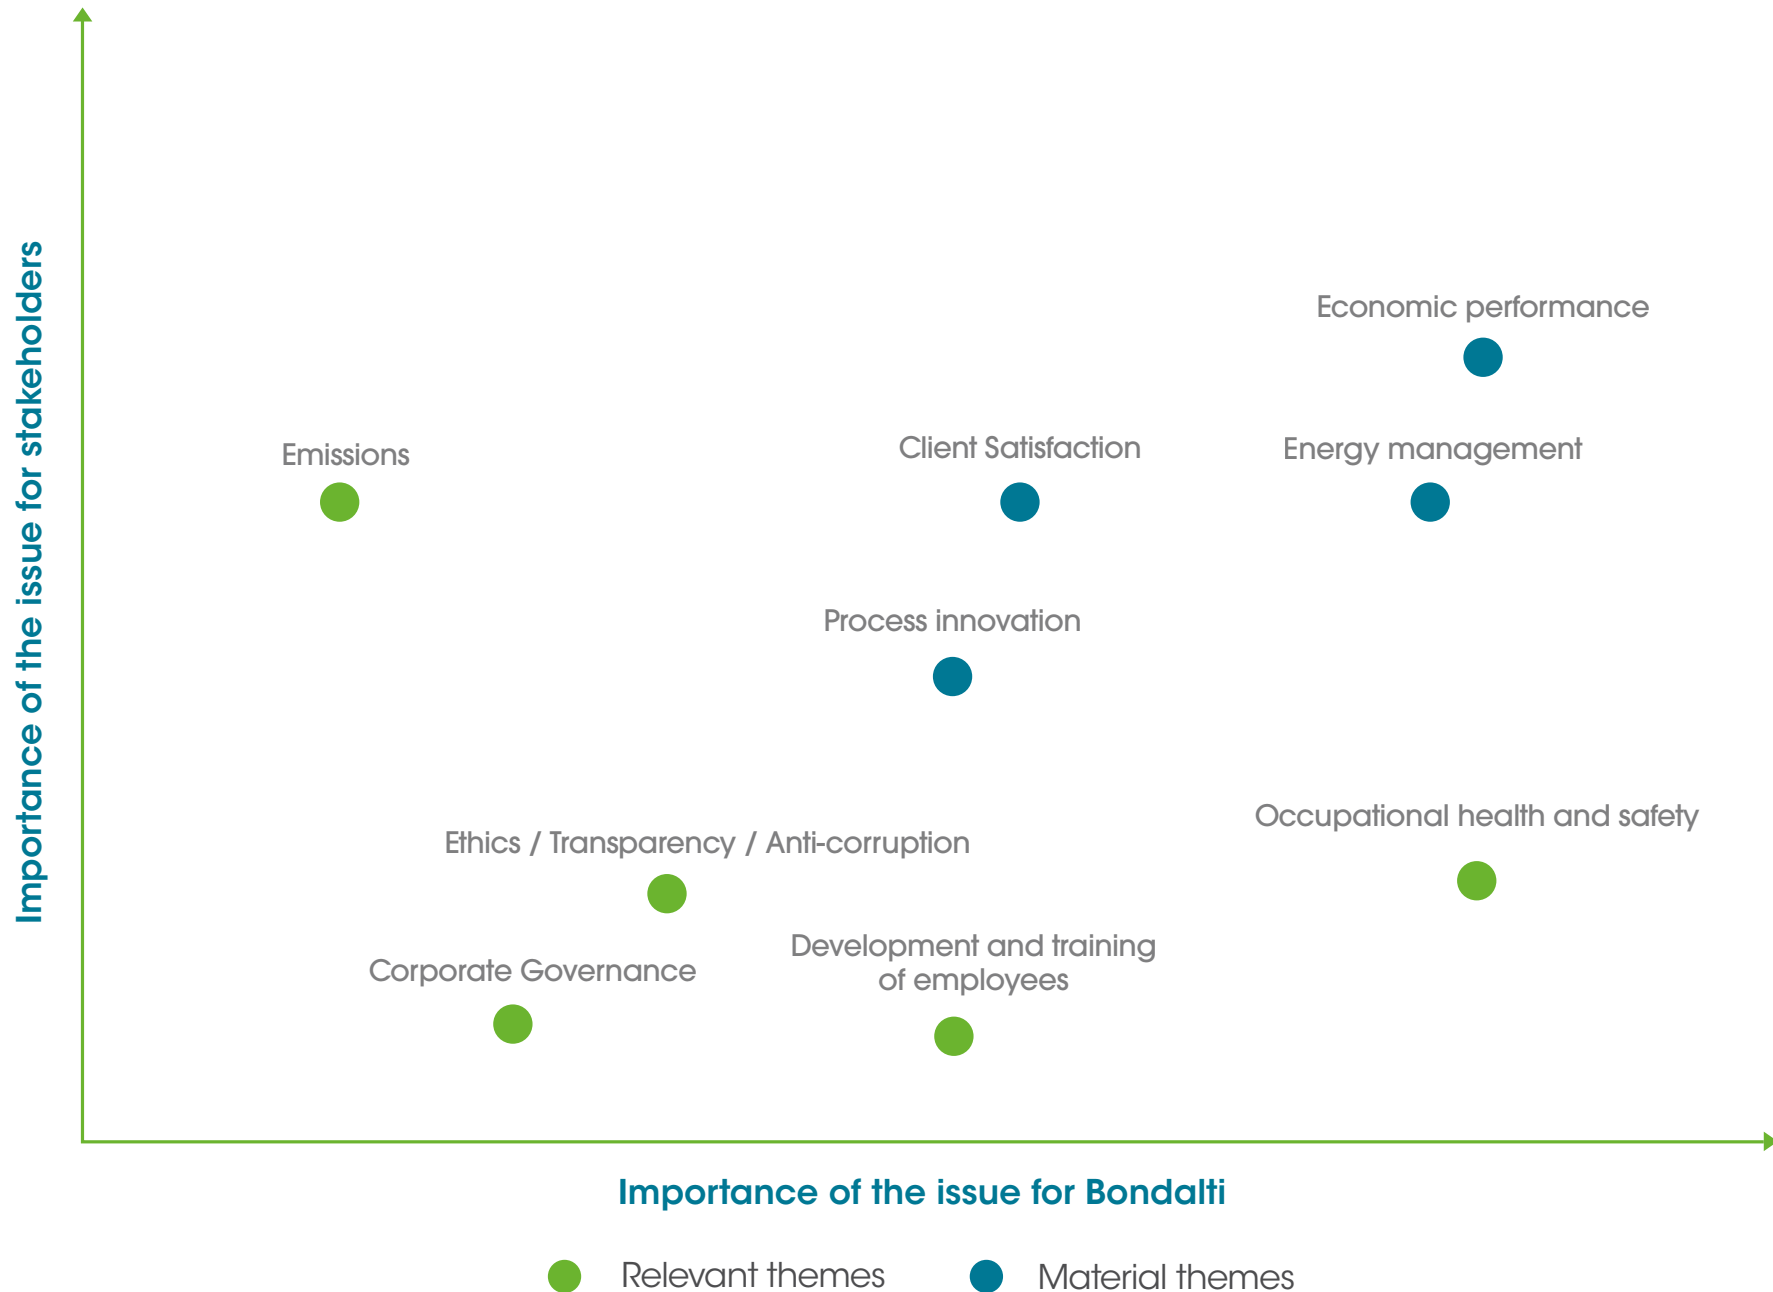 Importance of the issue for stakeholders
Economic performance
Emissions
Client Satisfaction
Energy management
Process innovation
Occupational health and safety
Ethics / Transparency / Anti-corruption
Development and training
of employees
Corporate Governance
Importance of the issue for Bondalti
Relevant themes
Material themes